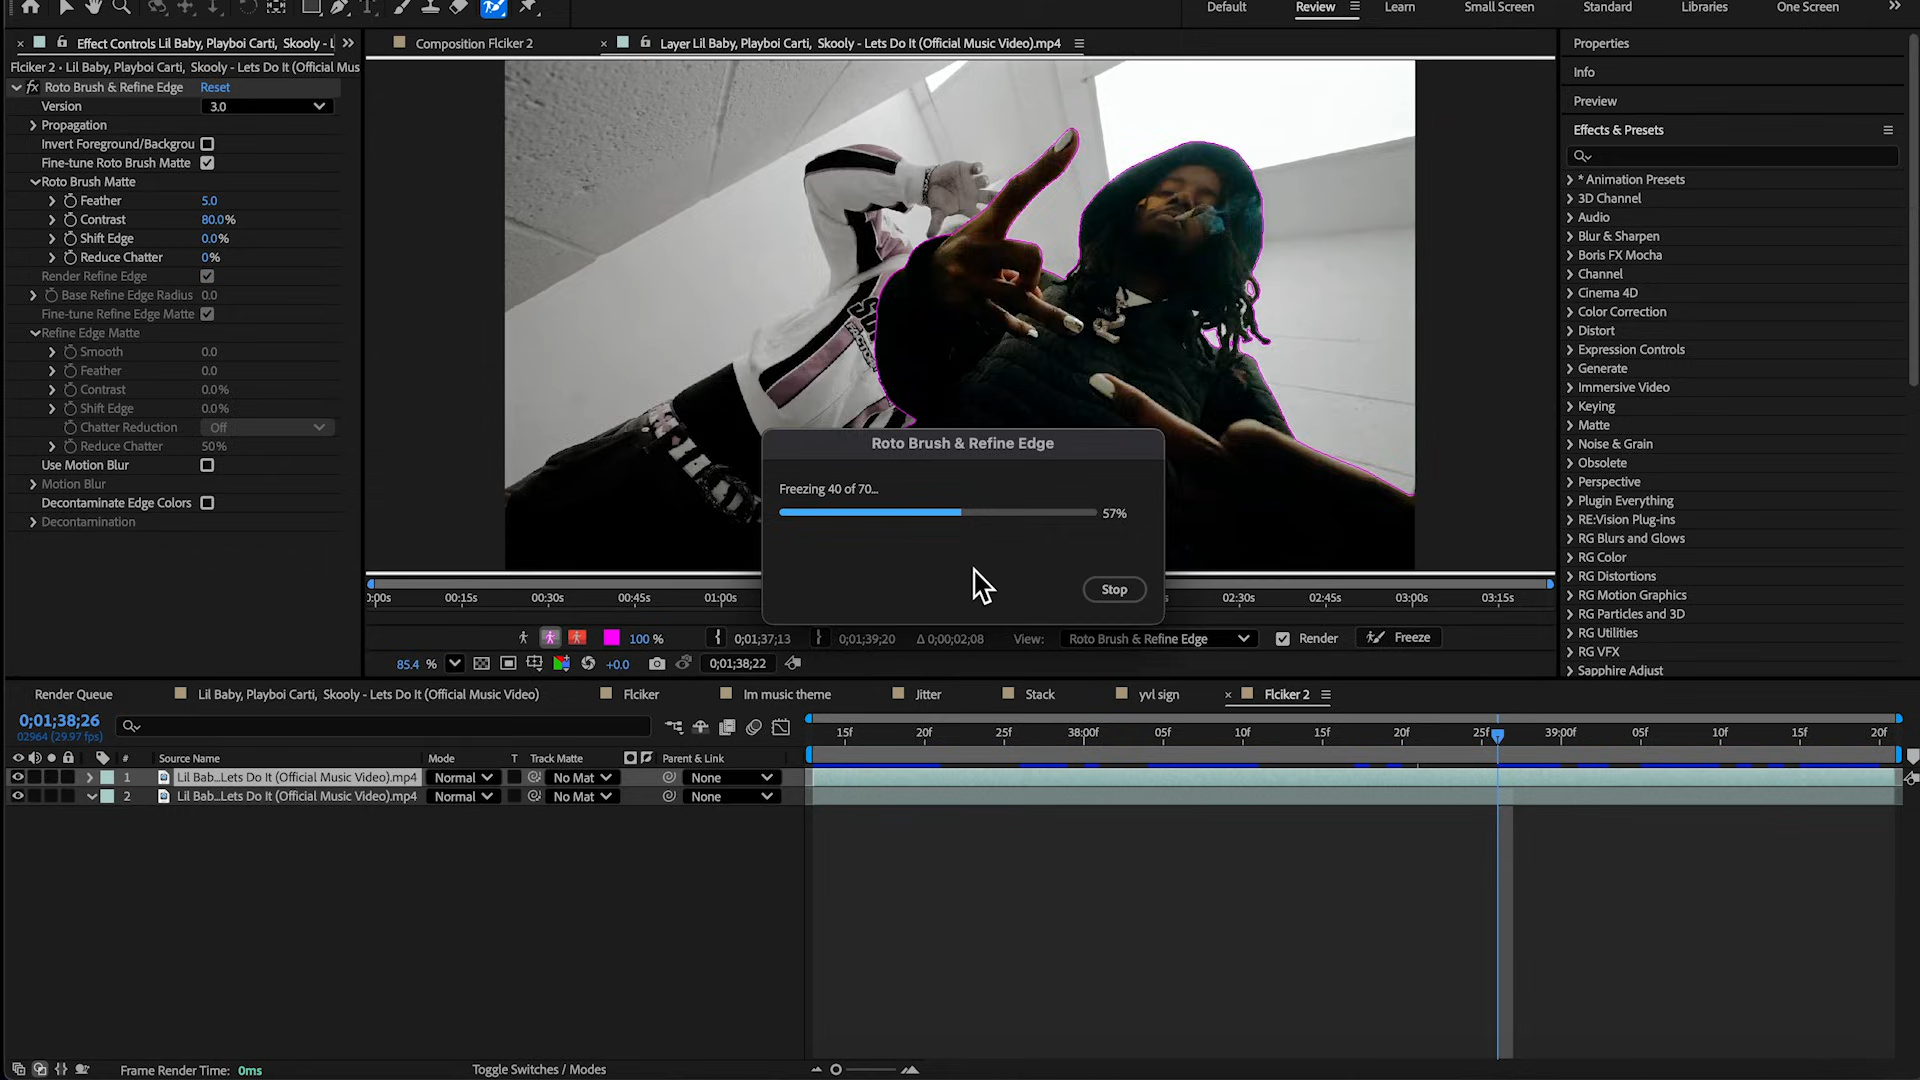 Default
Review
Learn
Small Screen
Standard
Libraries
One Screen
Effect Controls Lil Baby, Playboi Carti, Skooly - L
Composition Flciker 2
Layer Lil Baby, Playboi Carti, Skooly - Lets Do It (Official Music Video).mp4
Flciker 2 • Lil Baby, Playboi Carti, Skooly - Lets Do It (Official Mus
fx Roto Brush & Refine Edge Reset
Version 3.0
Propagation
Invert Foreground/Backgrou
Fine-tune Roto Brush Matte
Roto Brush Matte
Feather 5.0
Contrast 80.0%
Shift Edge 0.0%
Reduce Chatter 0%
Render Refine Edge
Base Refine Edge Radius 0.0
Fine-tune Refine Edge Matte
Refine Edge Matte
Smooth 0.0
Feather 0.0
Contrast 0.0%
Shift Edge 0.0%
Chatter Reduction Off
Reduce Chatter 50%
Use Motion Blur
Motion Blur
Decontaminate Edge Colors
Decontamination
FACTOR
Roto Brush & Refine Edge
Freezing 40 of 70...
57%
Stop
:00s 00:15s 00:30s 00:45s 01:00s 02:30s 02:45s 03:00s 03:15s
100 % 0;01;37;13 0;01;39;20 Δ 0;00;02;08 View: Roto Brush & Refine Edge Render Freeze
85.4 % +0.0 0;01;38;22
Properties
Info
Preview
Effects & Presets
* Animation Presets
3D Channel
Audio
Blur & Sharpen
Boris FX Mocha
Channel
Cinema 4D
Color Correction
Distort
Expression Controls
Generate
Immersive Video
Keying
Matte
Noise & Grain
Obsolete
Perspective
Plugin Everything
RE:Vision Plug-ins
RG Blurs and Glows
RG Color
RG Distortions
RG Motion Graphics
RG Particles and 3D
RG Utilities
RG VFX
Sapphire Adjust
Render Queue
Lil Baby, Playboi Carti, Skooly - Lets Do It (Official Music Video)
Flciker
Im music theme
Jitter
Stack
yvl sign
Flciker 2
0;01;38;26
02964 (29.97 fps)
15f 20f 25f 38:00f 05f 10f 15f 20f 25f 39:00f 05f 10f 15f 20f
# Source Name Mode T Track Matte Parent & Link
1 Lil Bab...Lets Do It (Official Music Video).mp4 Normal No Mat None
2 Lil Bab...Lets Do It (Official Music Video).mp4 Normal No Mat None
Frame Render Time: 0ms
Toggle Switches / Modes